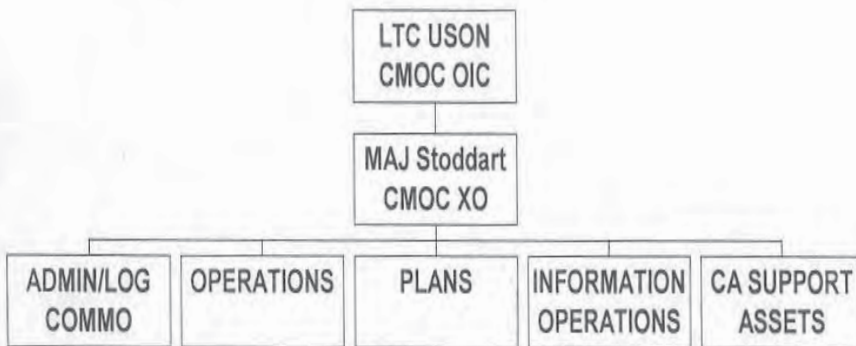 LTC USON
CMOC OIC
MAJ Stoddart
CMOC XO
ADMIN/LOG
COMMO
OPERATIONS
PLANS
INFORMATION
OPERATIONS
CA SUPPORT
ASSETS